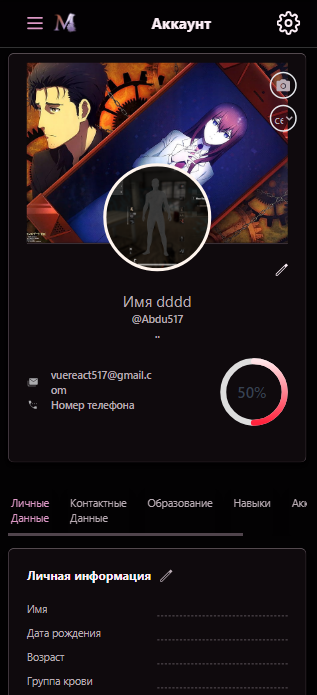 Аккаунт
Имя dddd
@Abdu517
..
vuereact517@gmail.c
om
Номер телефона
50%
Личные
Данные
Контактные
Данные
Образование
Навыки
Акк
Личная информация
Имя
Дата рождения
Возраст
Группа крови